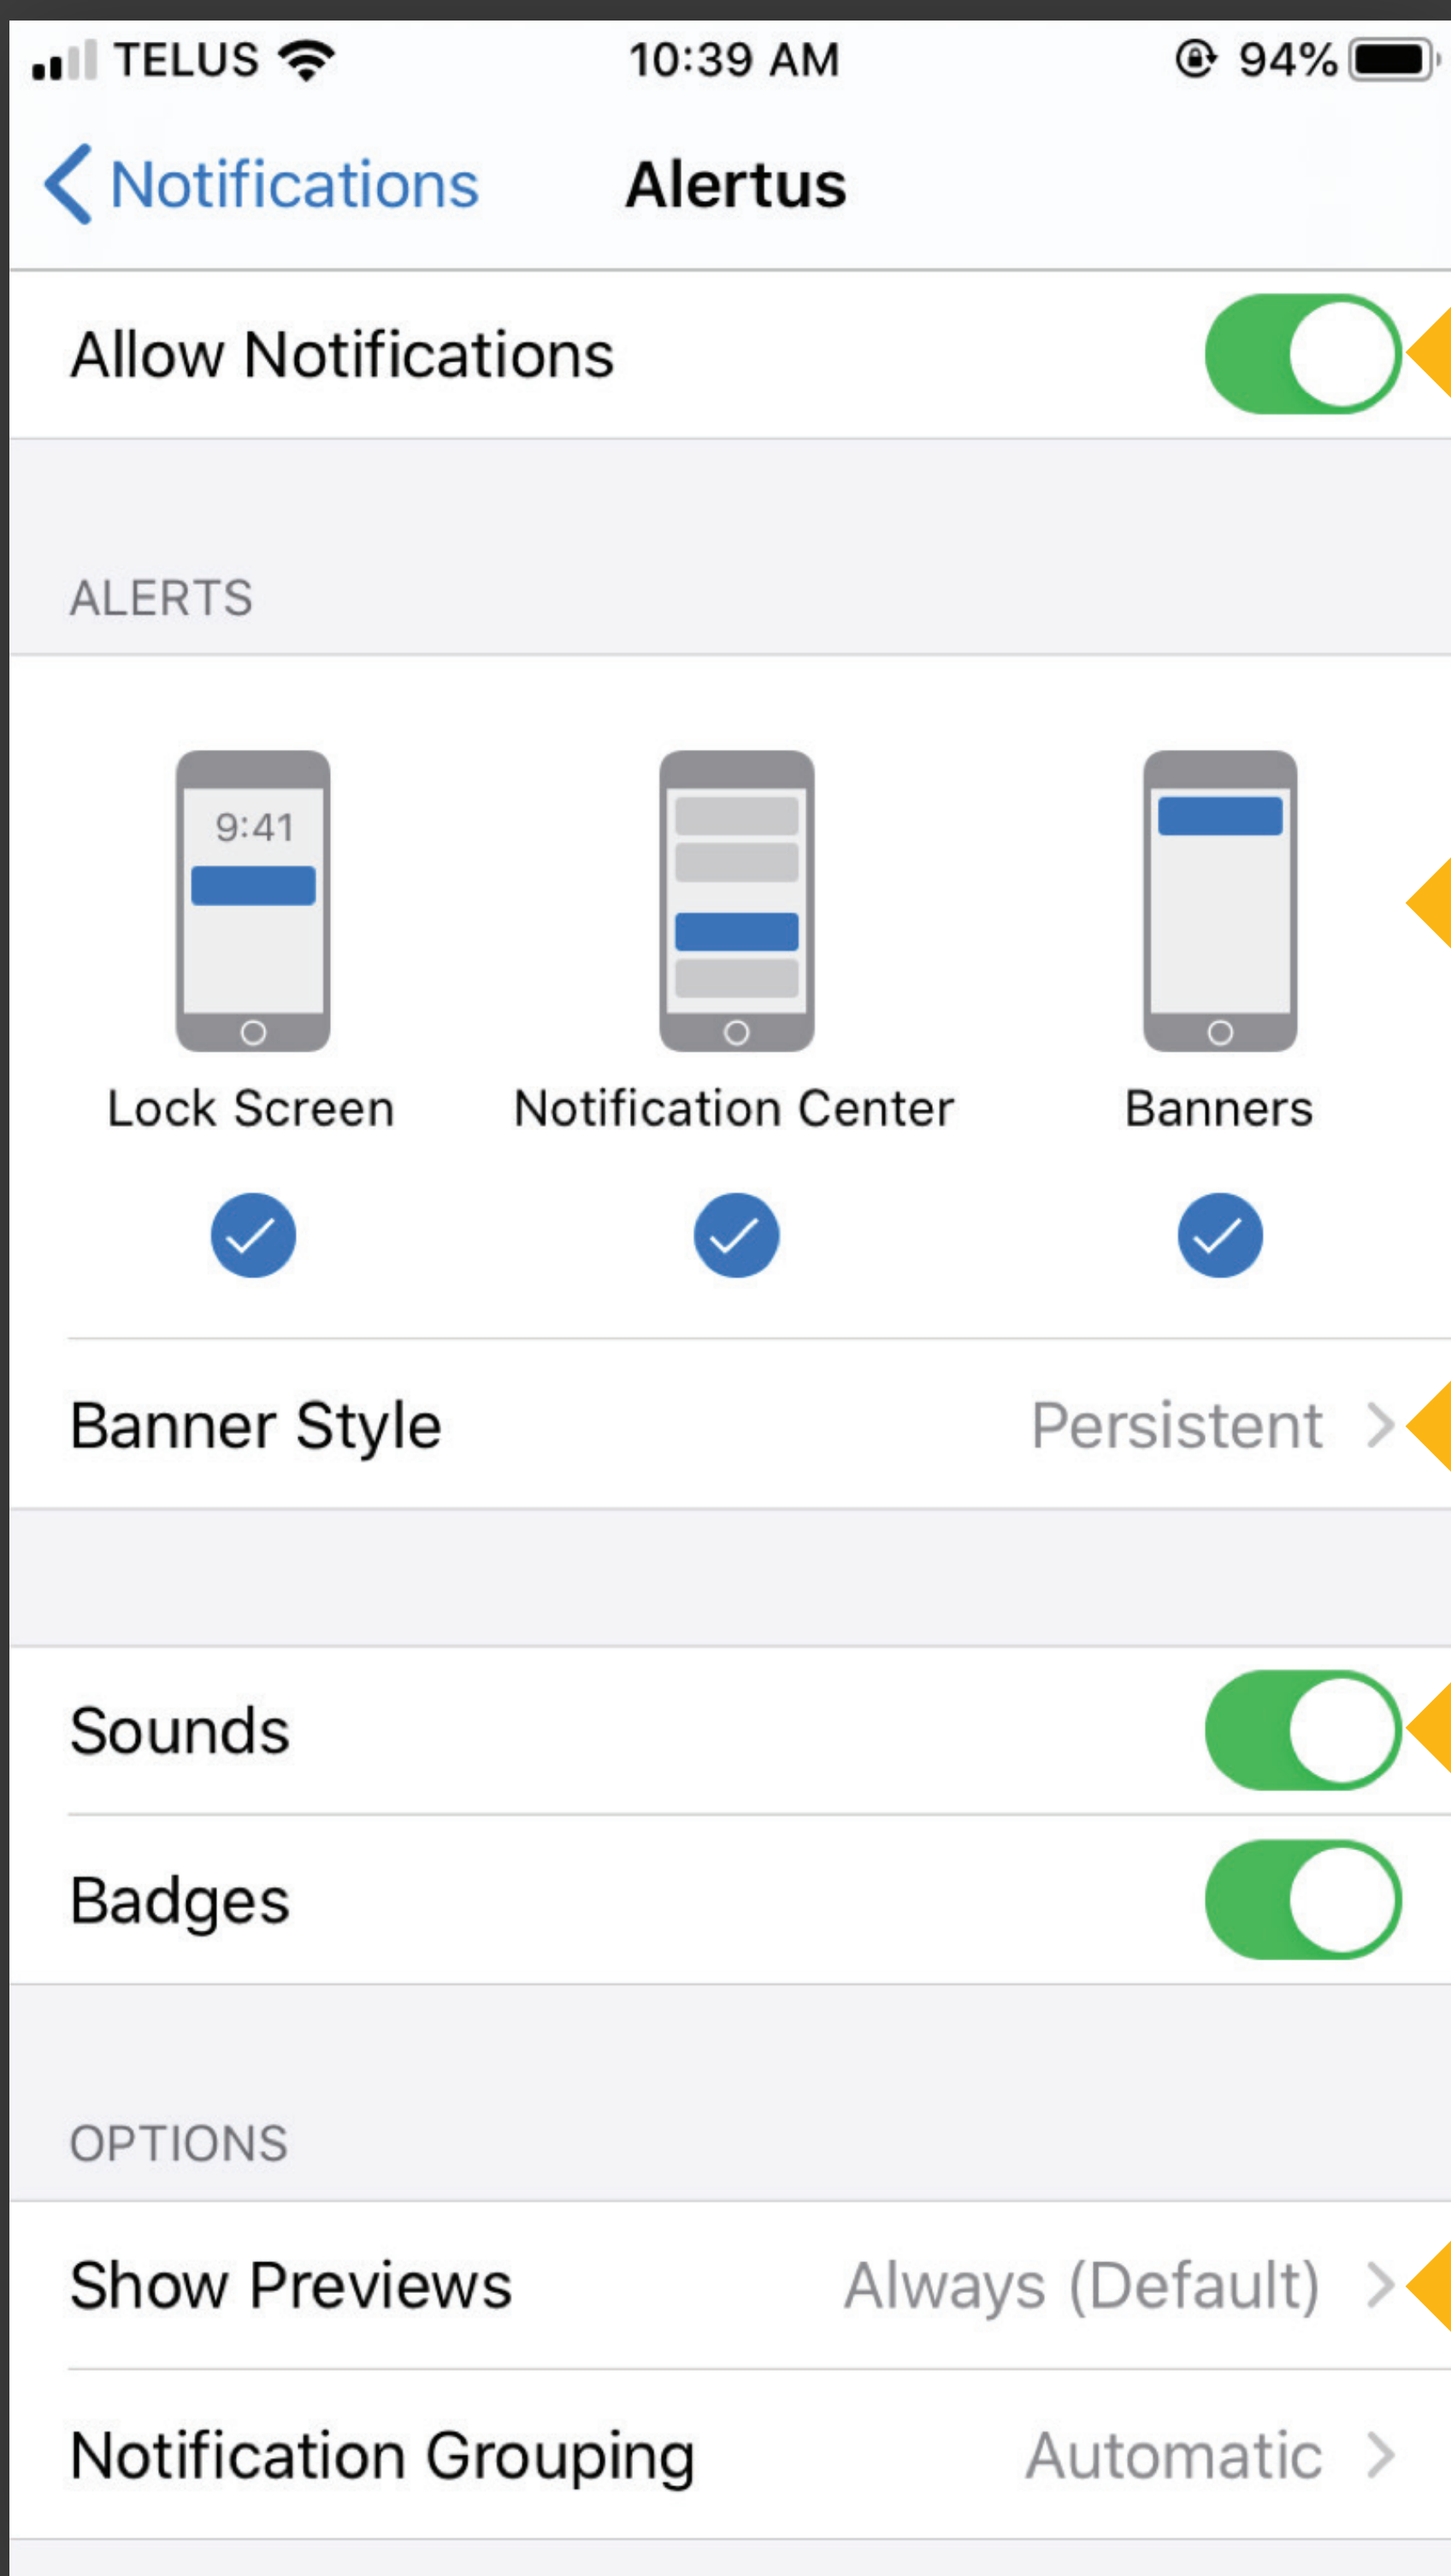 TELUS 10:39 AM 94%
Notifications Alertus
Allow Notifications
ALERTS
9:41
Lock Screen Notification Center Banners
Banner Style Persistent
Sounds
Badges
OPTIONS
Show Previews Always (Default)
Notification Grouping Automatic